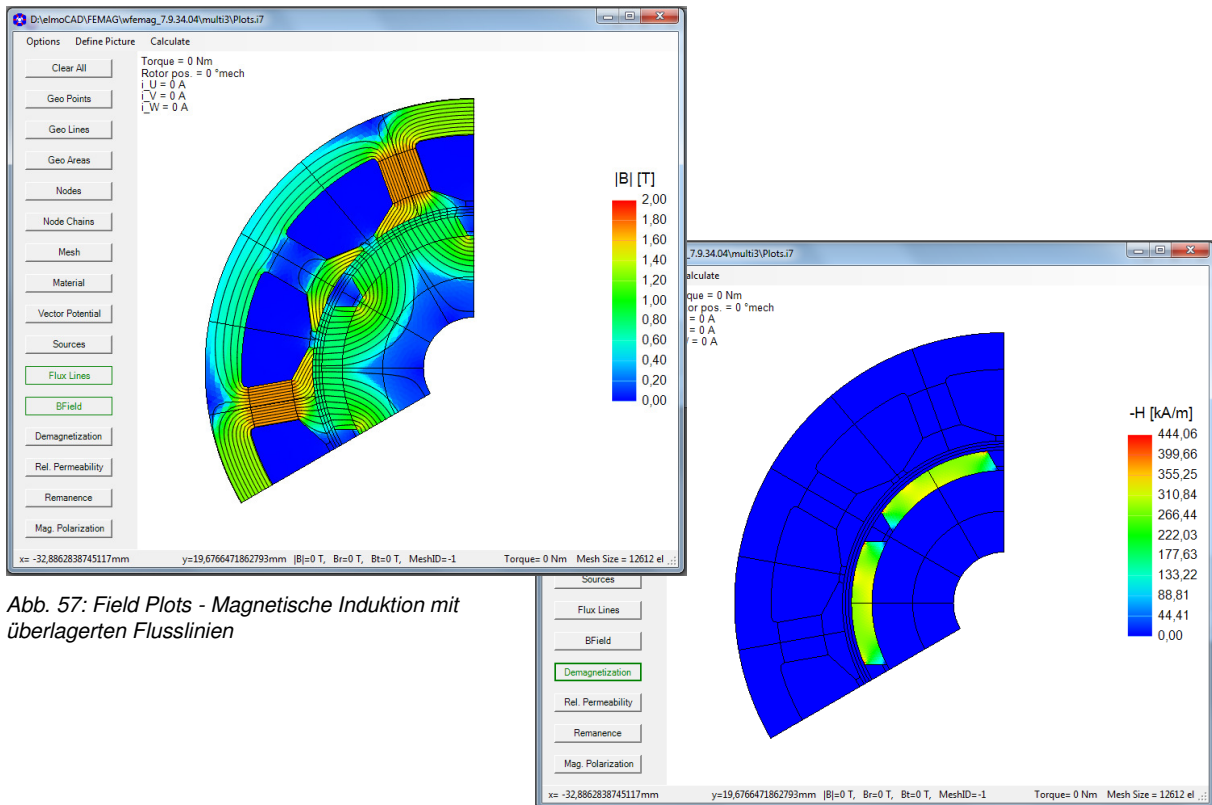 D:\elmoCAD\FEMAG\wfemag_7.9.34.04\multi3\Plots.i7
Options Define Picture Calculate
Clear All
Geo Points
Geo Lines
Geo Areas
Nodes
Node Chains
Mesh
Material
Vector Potential
Sources
Flux Lines
BField
Demagnetization
Rel. Permeability
Remanence
Mag. Polarization
Torque = 0 Nm
Rotor pos. = 0 °mech
i_U = 0 A
i_V = 0 A
i_W = 0 A
|B| [T]
2,00
1,80
1,60
1,40
1,20
1,00
0,80
0,60
0,40
0,20
0,00
x= -32,8862838745117mm y=19,6766471862793mm |B|=0 T, Br=0 T, Bt=0 T, MeshID=-1 Torque= 0 Nm Mesh Size = 12612 el
Abb. 57: Field Plots - Magnetische Induktion mit
überlagerten Flusslinien
_7.9.34.04\multi3\Plots.i7
alculate
que = 0 Nm
or pos. = 0 °mech
= 0 A
= 0 A
= 0 A
-H [kA/m]
444,06
399,66
355,25
310,84
266,44
222,03
177,63
133,22
88,81
44,41
0,00
Sources
Flux Lines
BField
Demagnetization
Rel. Permeability
Remanence
Mag. Polarization
x= -32,8862838745117mm y=19,6766471862793mm |B|=0 T, Br=0 T, Bt=0 T, MeshID=-1 Torque= 0 Nm Mesh Size = 12612 el